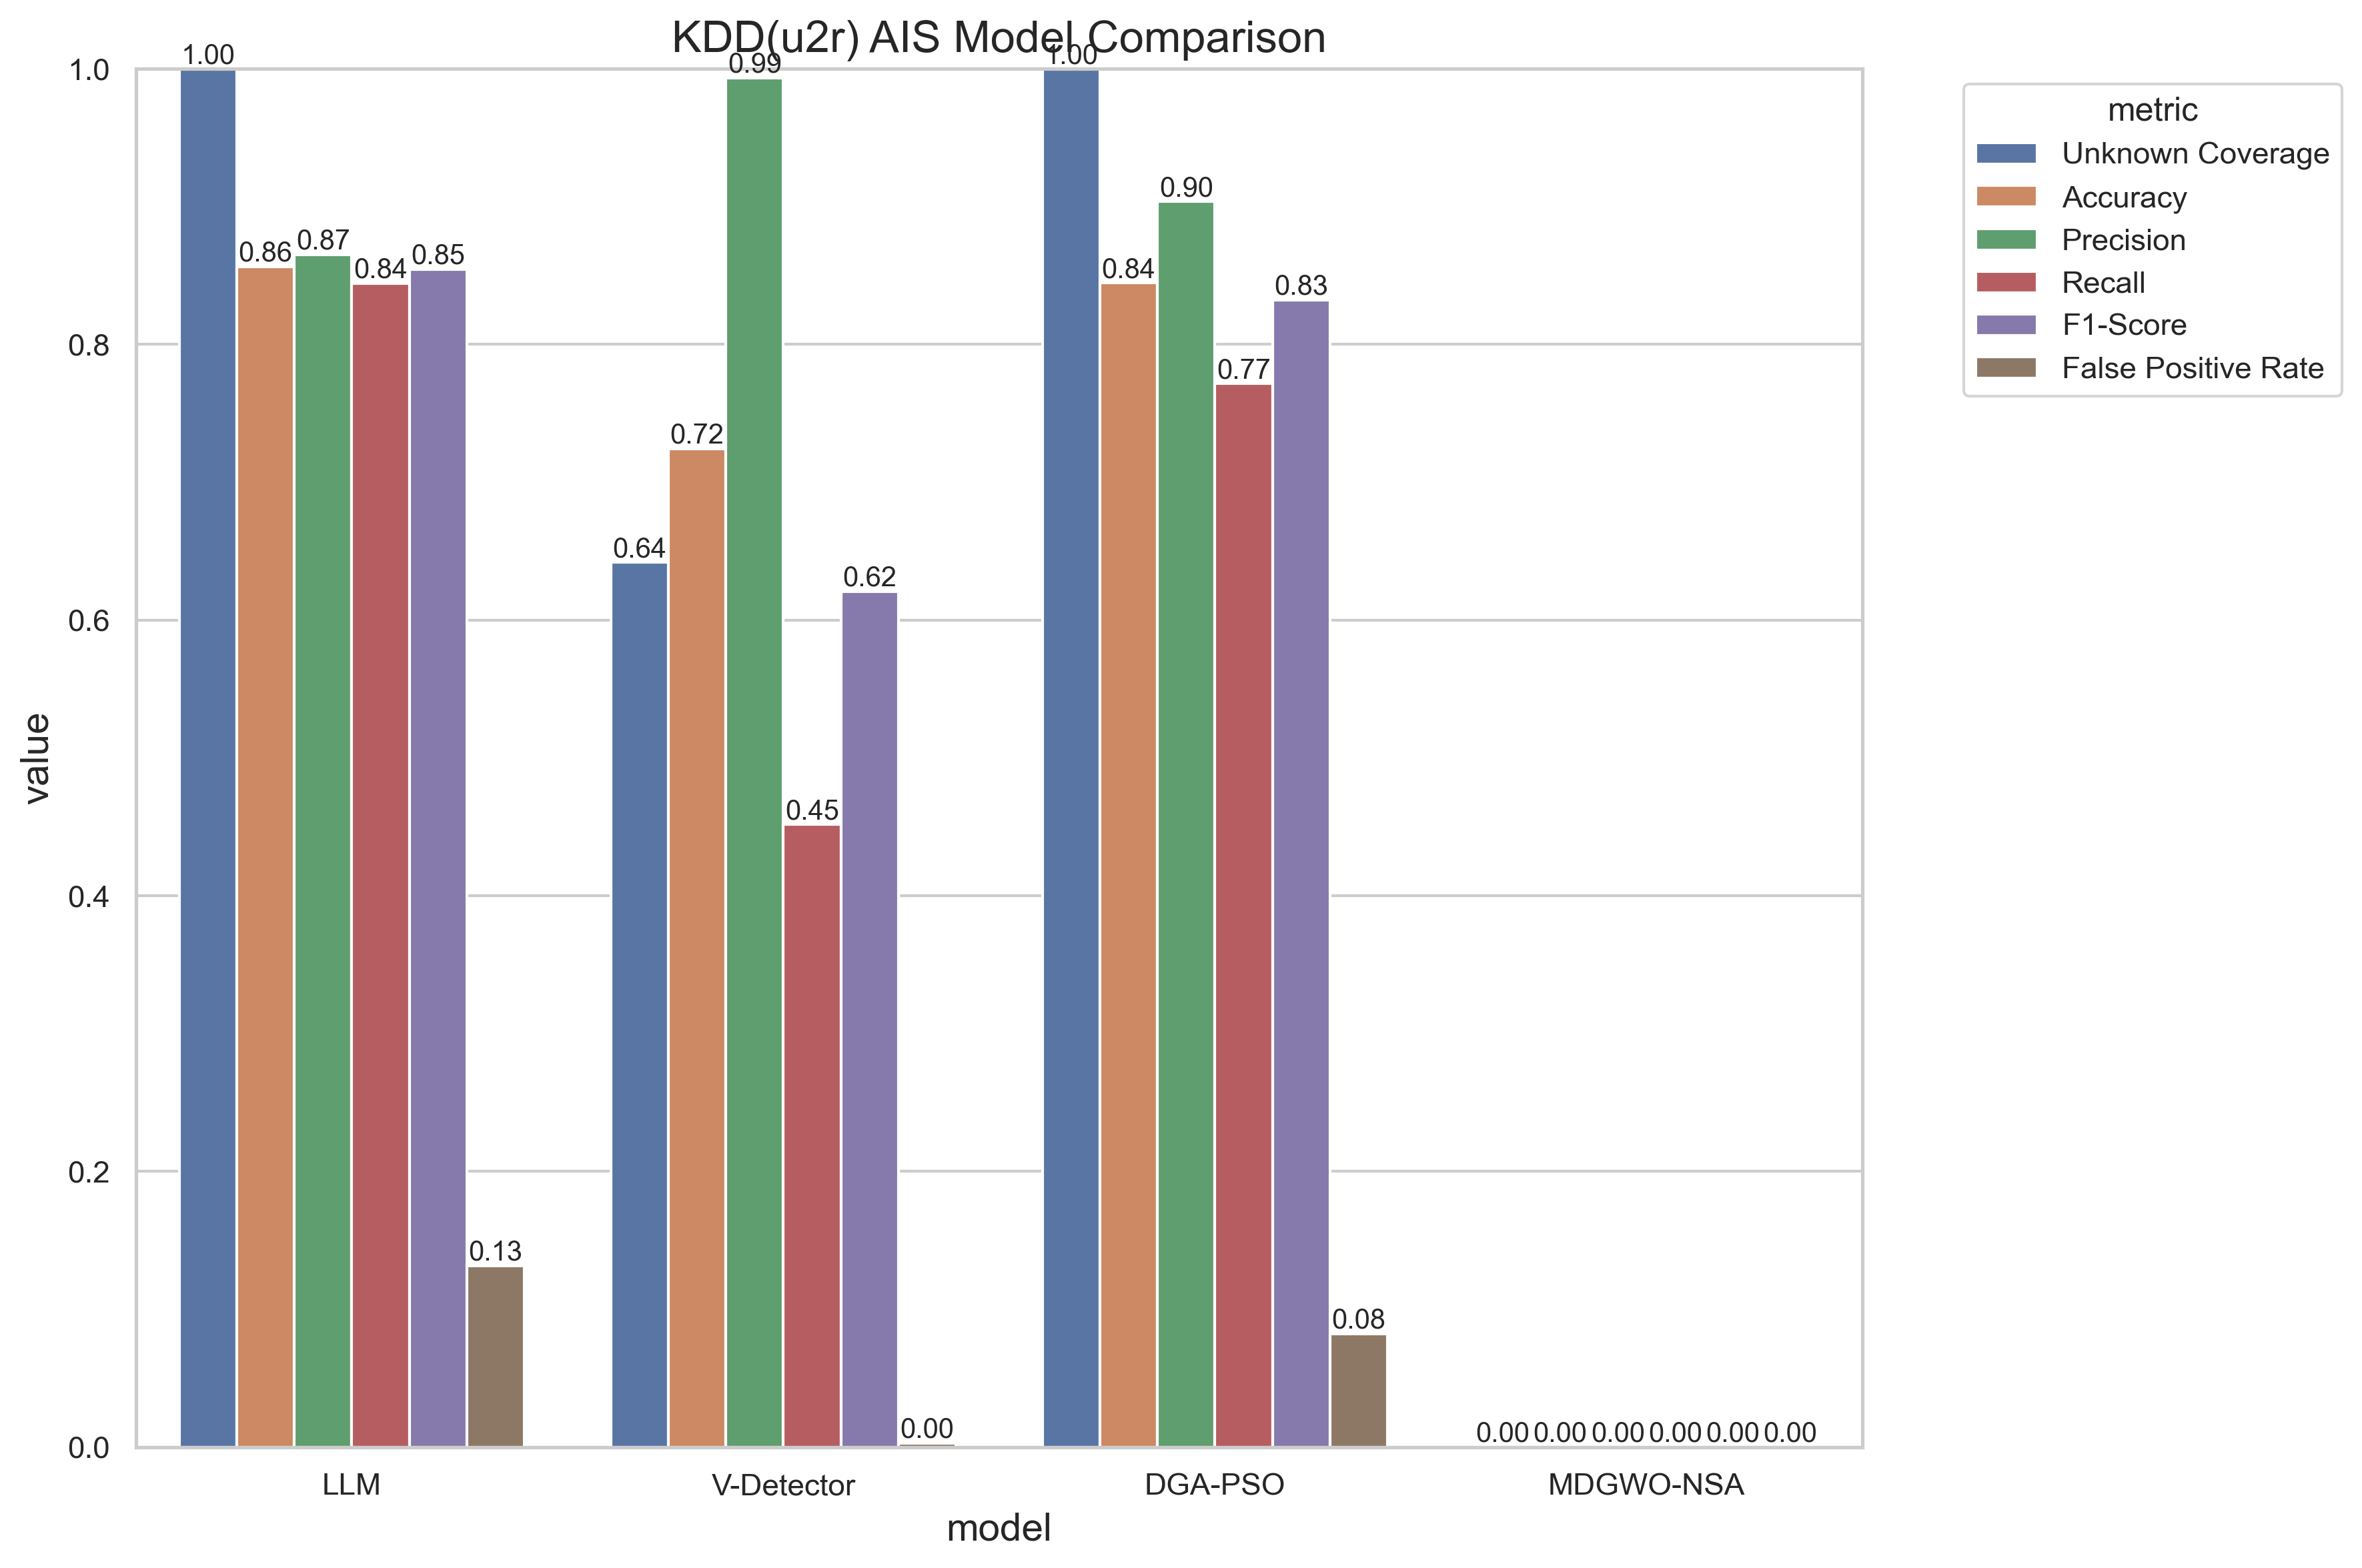 KDD(u2r) AIS Model Comparison
1.00
0.86
0.87
0.84
0.85
0.13
0.64
0.72
0.99
0.45
0.62
0.00
1.00
0.84
0.90
0.77
0.83
0.08
0.00 0.00 0.00 0.00 0.00 0.00
1.0
0.8
0.6
0.4
0.2
0.0
value
LLM V-Detector DGA-PSO MDGWO-NSA
model
metric
Unknown Coverage
Accuracy
Precision
Recall
F1-Score
False Positive Rate